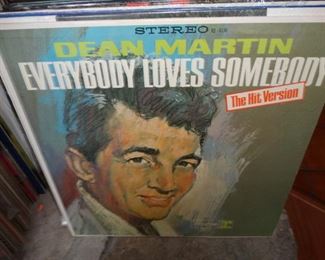 STEREO
DEAN MARTIN
EVERYBODY LOVES SOMEBODY
The Hit Version